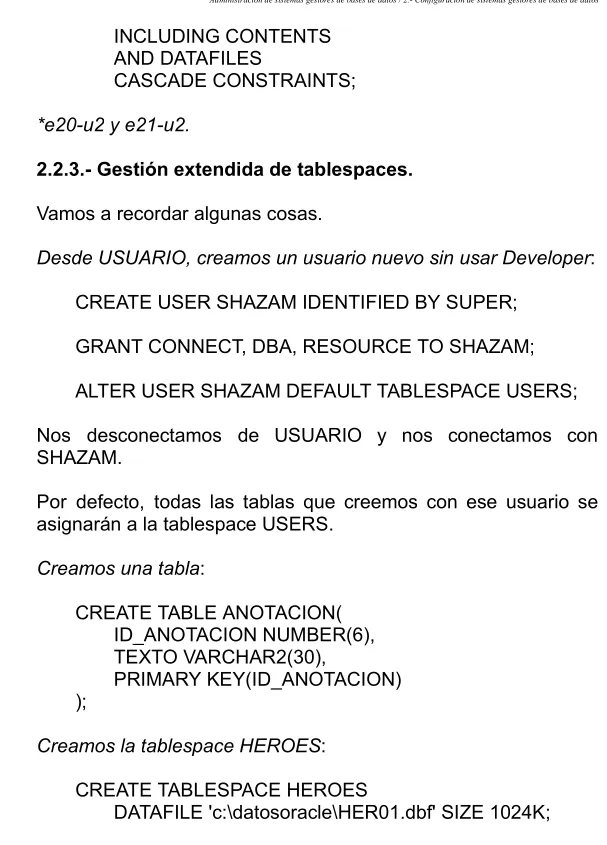 Administración de sistemas gestores de bases de datos / 2.- Configuración de sistemas gestores de bases de datos
INCLUDING CONTENTS
AND DATAFILES
CASCADE CONSTRAINTS;
*e20-u2 y e21-u2.
2.2.3.- Gestión extendida de tablespaces.
Vamos a recordar algunas cosas.
Desde USUARIO, creamos un usuario nuevo sin usar Developer:
CREATE USER SHAZAM IDENTIFIED BY SUPER;
GRANT CONNECT, DBA, RESOURCE TO SHAZAM;
ALTER USER SHAZAM DEFAULT TABLESPACE USERS;
Nos desconectamos de USUARIO y nos conectamos con
SHAZAM.
Por defecto, todas las tablas que creemos con ese usuario se
asignarán a la tablespace USERS.
Creamos una tabla:
CREATE TABLE ANOTACION(
ID_ANOTACION NUMBER(6),
TEXTO VARCHAR2(30),
PRIMARY KEY(ID_ANOTACION)
);
Creamos la tablespace HEROES:
CREATE TABLESPACE HEROES
DATAFILE 'c:\datosoracle\HER01.dbf' SIZE 1024K;